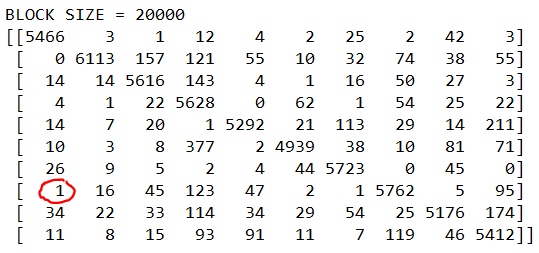 BLOCK SIZE = 20000
[[5466 3 1 12 4 2 25 2 42 3]
[ 0 6113 157 121 55 10 32 74 38 55]
[ 14 14 5616 143 4 1 16 50 27 3]
[ 4 1 22 5628 0 62 1 54 25 22]
[ 14 7 20 1 5292 21 113 29 14 211]
[ 10 3 8 377 2 4939 38 10 81 71]
[ 26 9 5 2 4 44 5723 0 45 0]
[ 1 16 45 123 47 2 1 5762 5 95]
[ 34 22 33 114 34 29 54 25 5176 174]
[ 11 8 15 93 91 11 7 119 46 5412]]